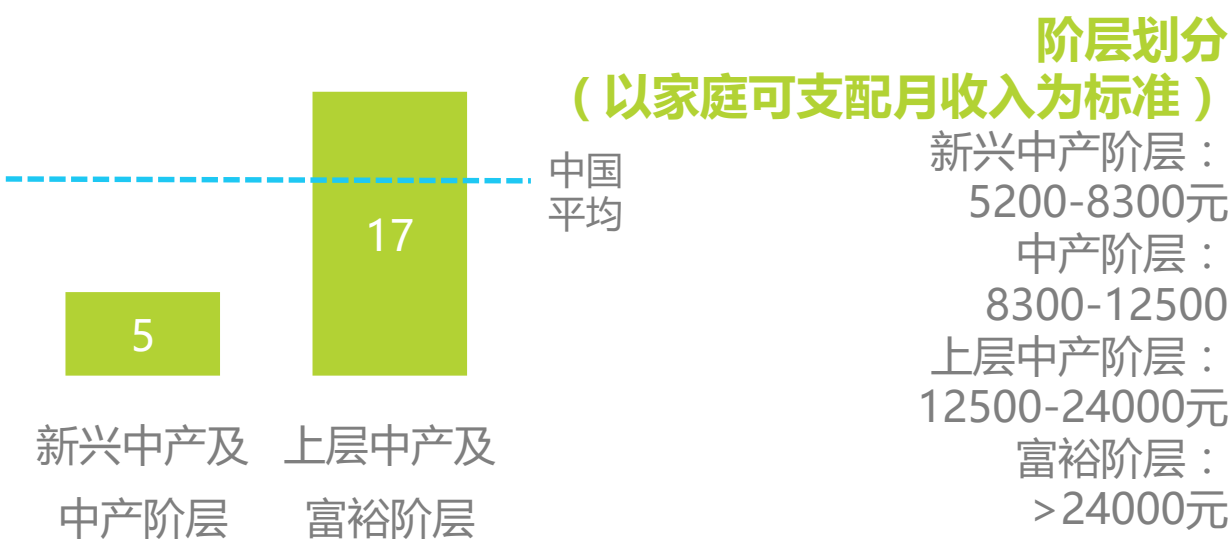 阶层划分
（以家庭可支配月收入为标准）
新兴中产阶层：
5200-8300元
中产阶层：
8300-12500
上层中产阶层：
12500-24000元
富裕阶层：
>24000元
中国
平均
17
5
新兴中产及
中产阶层
上层中产及
富裕阶层